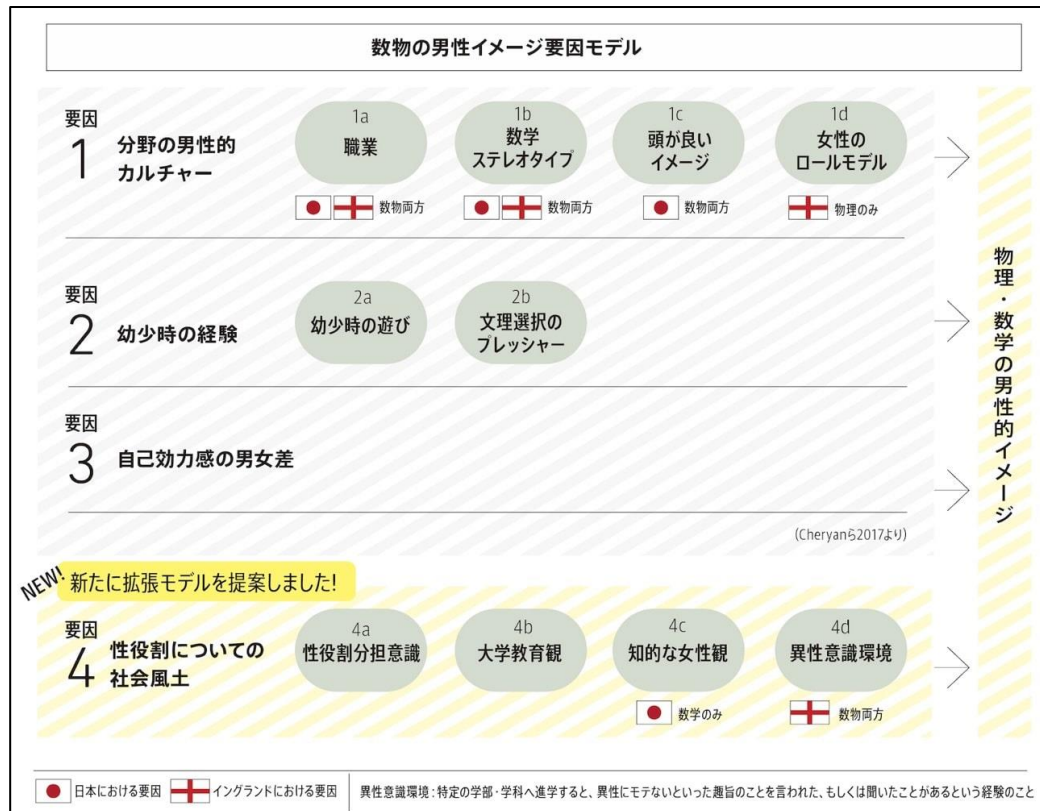 数物の男性イメージ要因モデル
要因
1
分野の男性的
カルチャー
1a
職業
数物両方
1b
数学
ステレオタイプ
数物両方
1c
頭が良い
イメージ
数物両方
1d
女性の
ロールモデル
物理のみ
要因
2
幼少時の経験
2a
幼少時の遊び
2b
文理選択の
プレッシャー
要因
3
自己効力感の男女差
(Cheryanら2017より)
NEW!
新たに拡張モデルを提案しました!
要因
4
性役割についての
社会風土
4a
性役割分担意識
4b
大学教育観
4c
知的な女性観
数学のみ
4d
異性意識環境
数物両方
物理・数学の男性的イメージ
日本における要因
イングランドにおける要因
異性意識環境:特定の学部・学科へ進学すると、異性にモテないといった趣旨のことを言われた、もしくは聞いたことがあるという経験のこと